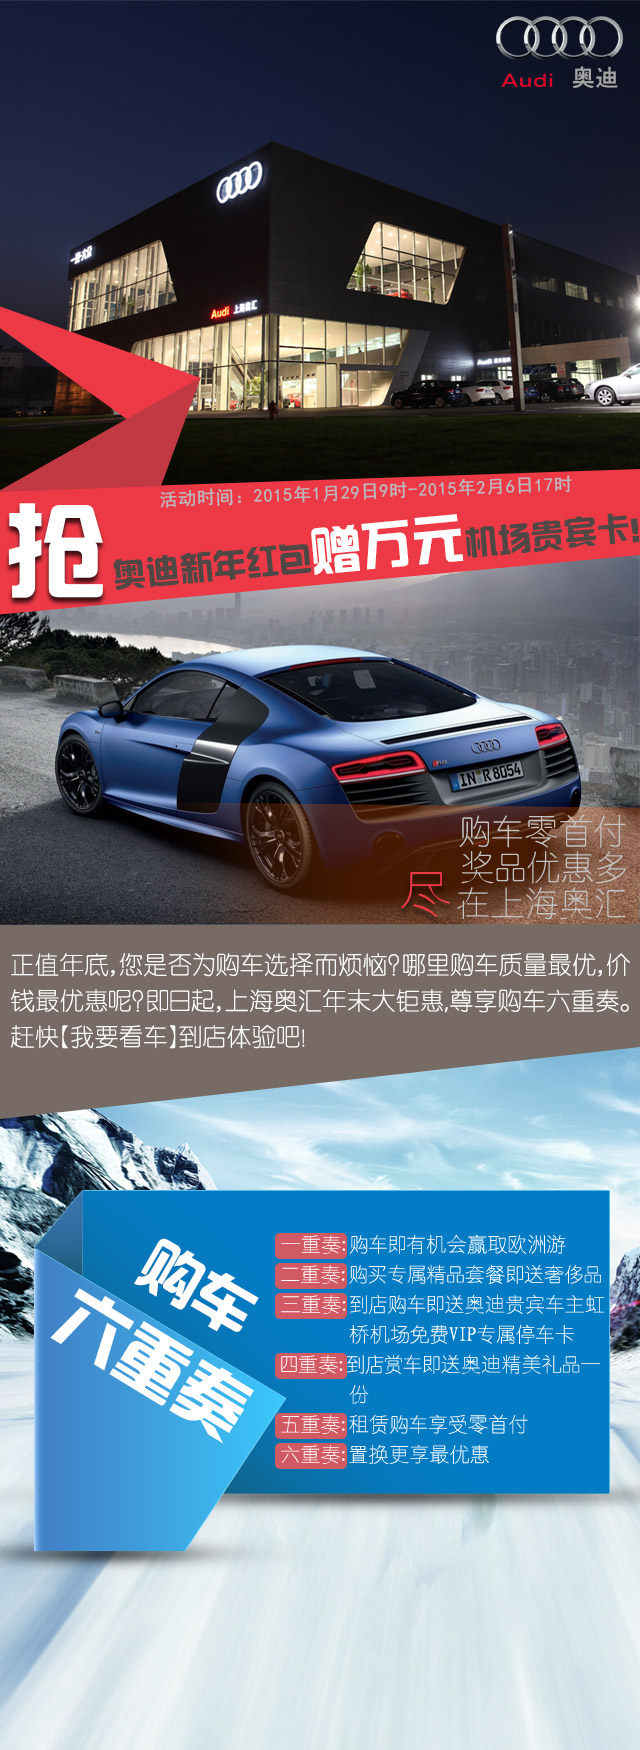 Audi 奥迪
一汽-大众
Audi 上海奥汇
活动时间：2015年1月29日9时-2015年2月6日17时
抢 奥迪新年红包赠万元机场贵宾卡!
R8
IN R 8054
购车零首付
奖品优惠多
尽在上海奥汇
正值年底,您是否为购车选择而烦恼?哪里购车质量最优,价
钱最优惠呢?即日起,上海奥汇年末大钜惠,尊享购车六重奏。
赶快【我要看车】到店体验吧!
购车
六重奏
一重奏:购车即有机会赢取欧洲游
二重奏:购买专属精品套餐即送奢侈品
三重奏:到店购车即送奥迪贵宾车主虹
桥机场免费VIP专属停车卡
四重奏:到店赏车即送奥迪精美礼品一
份
五重奏:租赁购车享受零首付
六重奏:置换更享最优惠